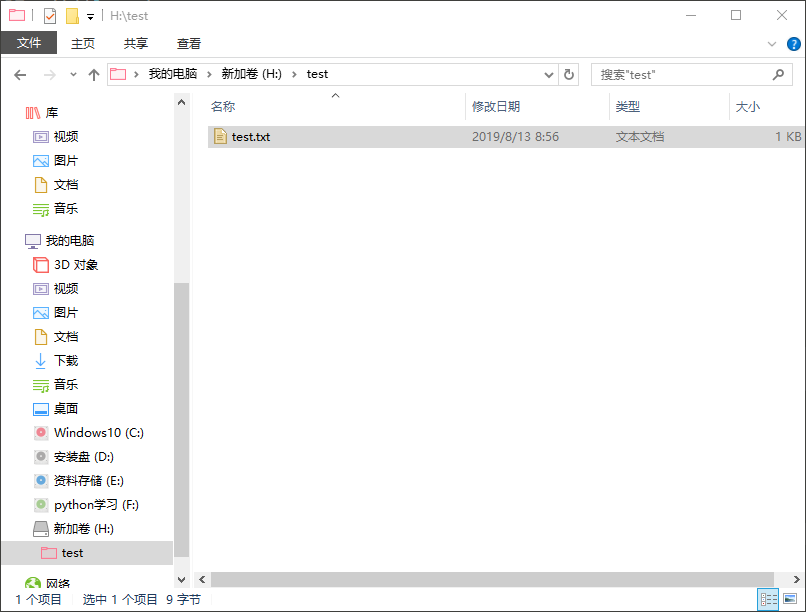 H:\test
文件 主页 共享 查看
我的电脑 新加卷 (H:) test 搜索"test"
名称 修改日期 类型 大小
test.txt 2019/8/13 8:56 文本文档 1 KB
库
视频
图片
文档
音乐
我的电脑
3D 对象
视频
图片
文档
下载
音乐
桌面
Windows10 (C:)
安装盘 (D:)
资料存储 (E:)
python学习 (F:)
新加卷 (H:)
test
网络
1 个项目 选中 1 个项目 9 字节